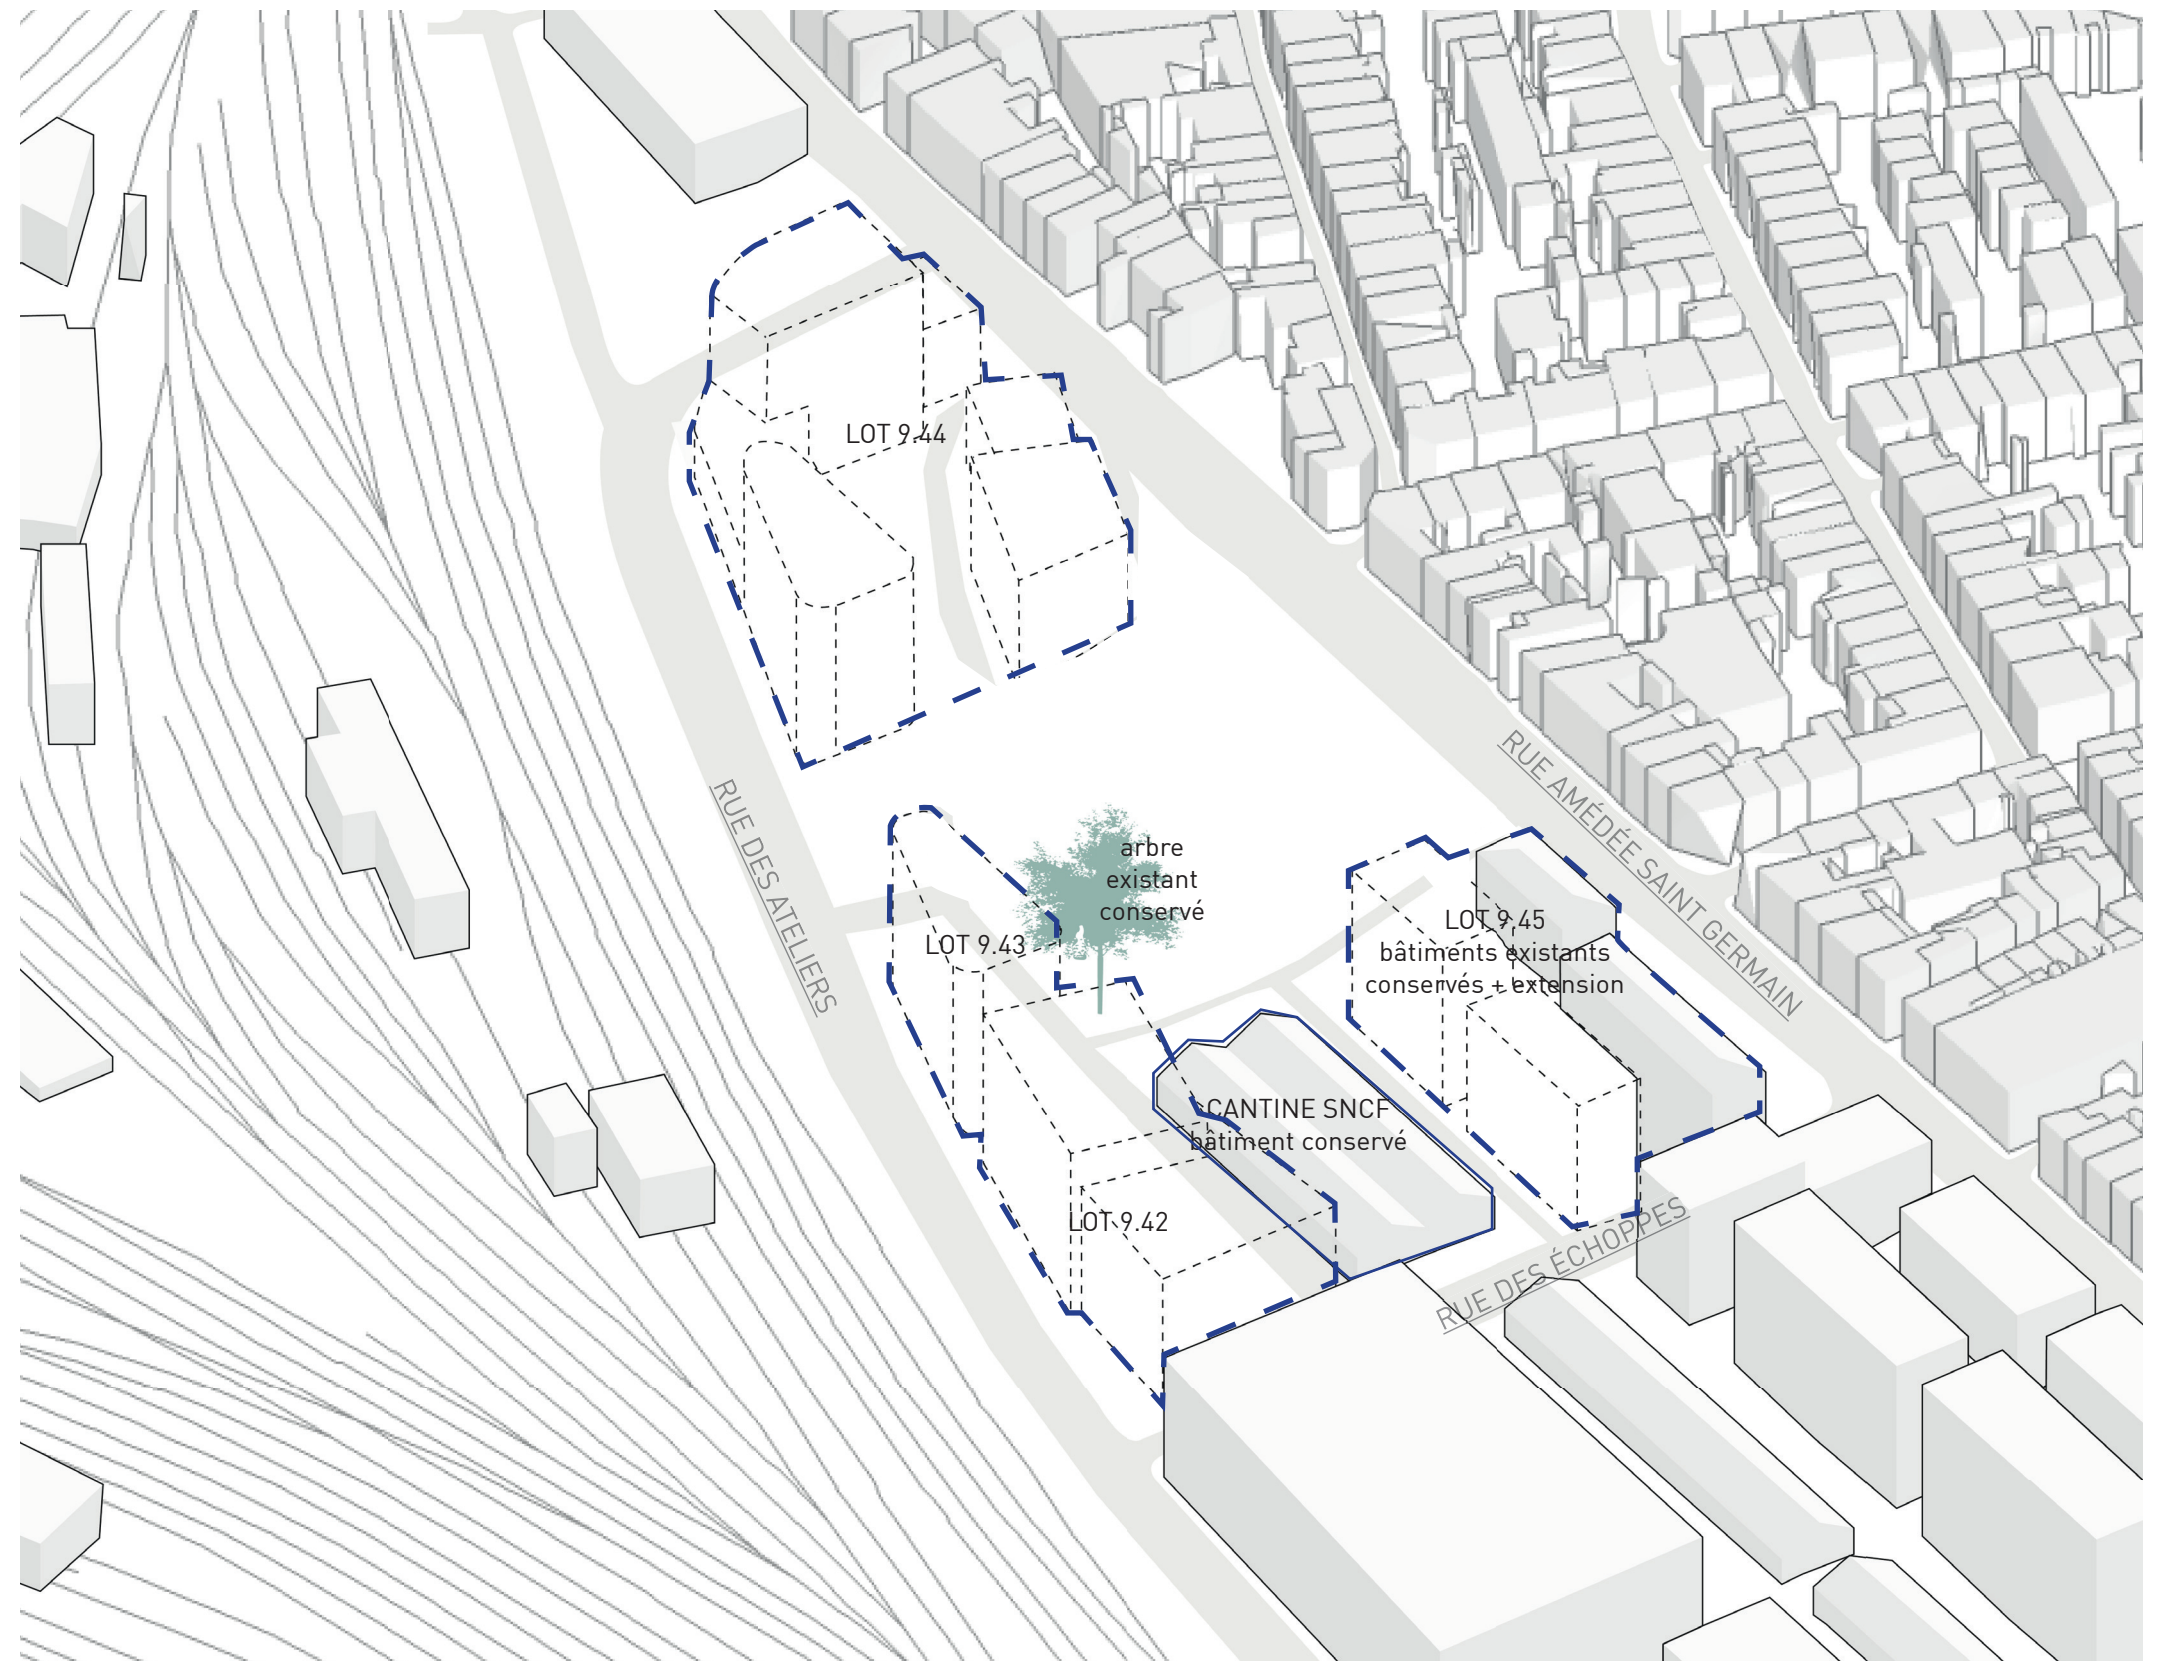 LOT 9.44
RUE AMÉDÉE SAINT GERMAIN
RUE DES ATELIERS
arbre
existant
conservé
LOT 9.43
LOT 9.45
bâtiments existants
conservés + extension
CANTINE SNCF
bâtiment conservé
LOT 9.42
RUE DES ÉCHOPPES